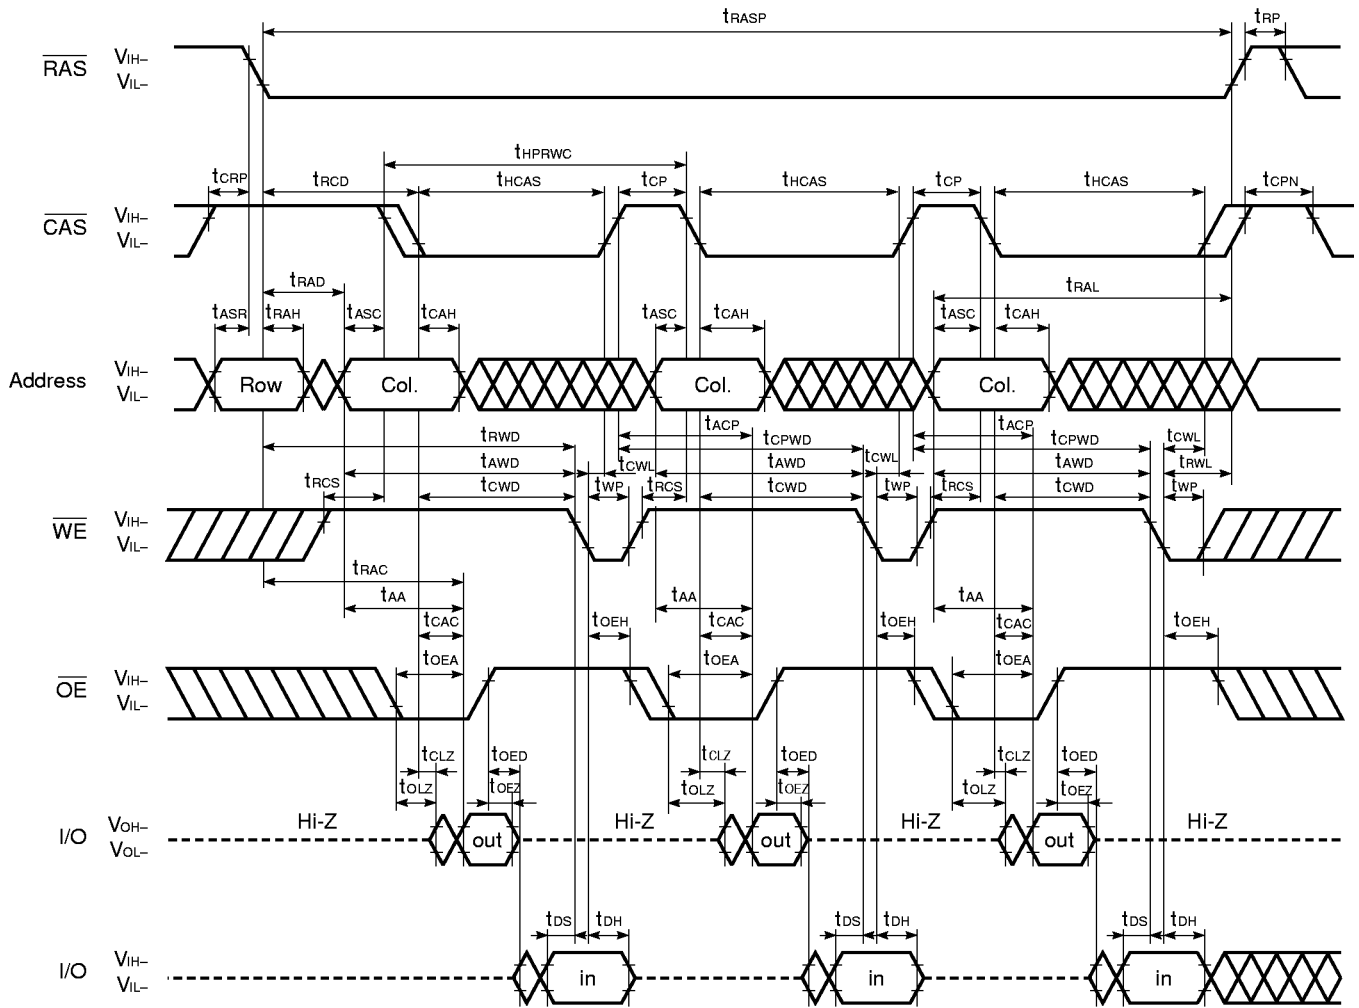 tRASP tRP
RAS VIH–
VIL–
tHPRWC
tCRP tRCD tHCAS tCP tHCAS tCP tHCAS tCPN
CAS VIH–
VIL–
tRAD tRAL
tASR tRAH tASC tCAH tASC tCAH tASC tCAH
Address VIH–
VIL–
Row Col. Col. Col.
tACP tACP
tRWD tCPWD tCPWD tCWL
tAWD tCWL tAWD tCWL tAWD tRWL
tRCS tCWD tWP tRCS tCWD tWP tRCS tCWD tWP
WE VIH–
VIL–
tRAC
tAA tAA tAA
tCAC tOEH tCAC tOEH tCAC tOEH
tOEA tOEA tOEA
OE VIH–
VIL–
tCLZ tOED tCLZ tOED tCLZ tOED
tOLZ tOEZ tOLZ tOEZ tOLZ tOEZ
Hi-Z Hi-Z Hi-Z Hi-Z
I/O VOH–
VOL–
out out out
tDS tDH tDS tDH tDS tDH
I/O VIH–
VIL–
in in in